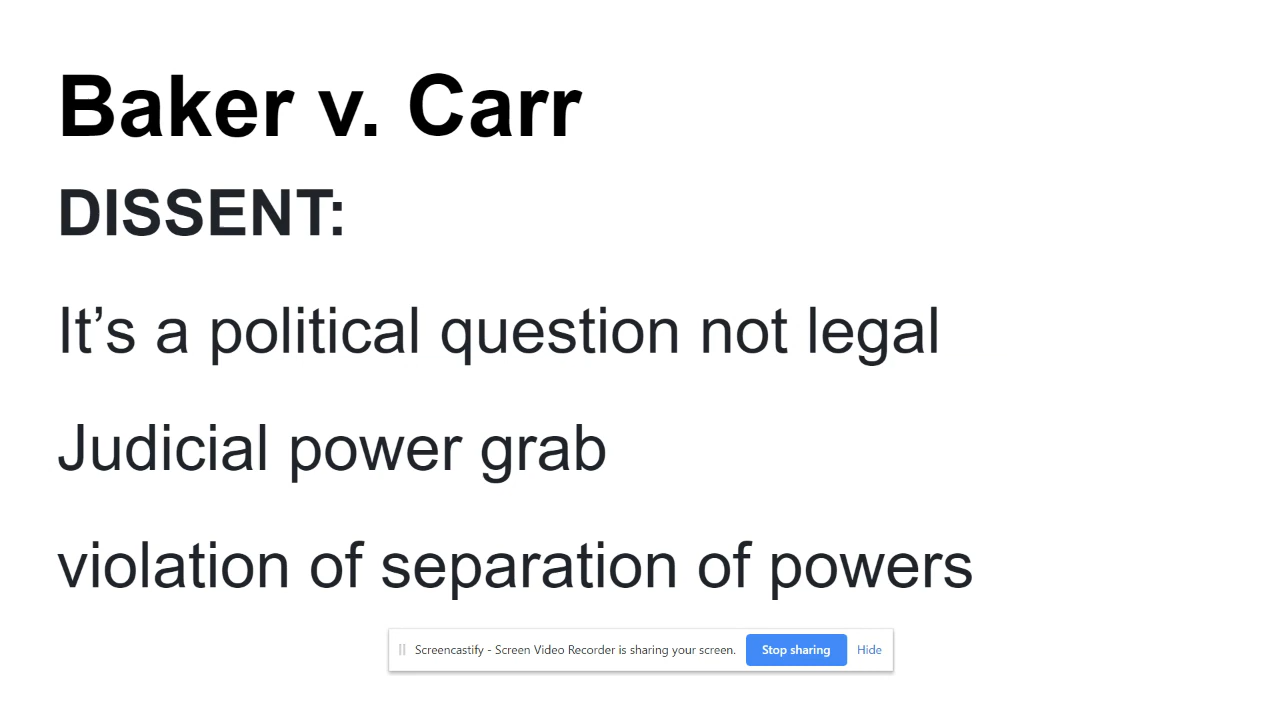 Baker v. Carr
DISSENT:
It’s a political question not legal
Judicial power grab
violation of separation of powers
Screencastify - Screen Video Recorder is sharing your screen. Stop sharing Hide